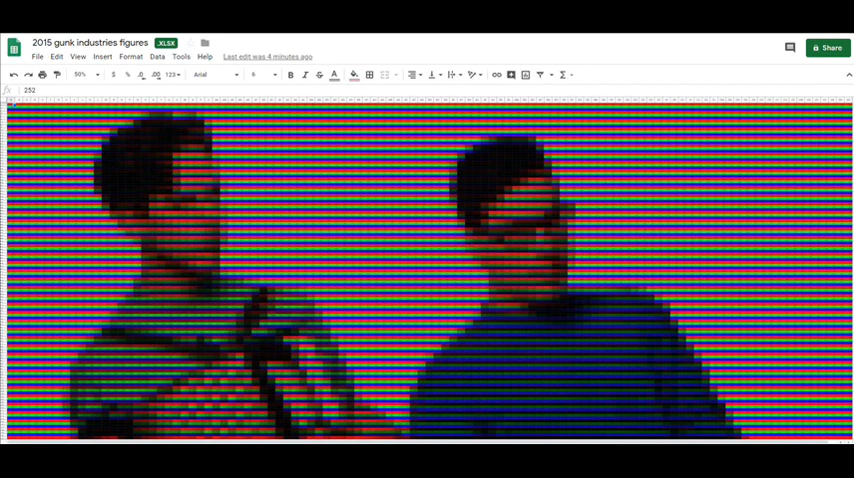 2015 gunk industries figures .XLSX
File Edit View Insert Format Data Tools Help Last edit was 4 minutes ago
Share
50% $ % .0 .00 123 Arial 6 B I S A Σ
fx 252